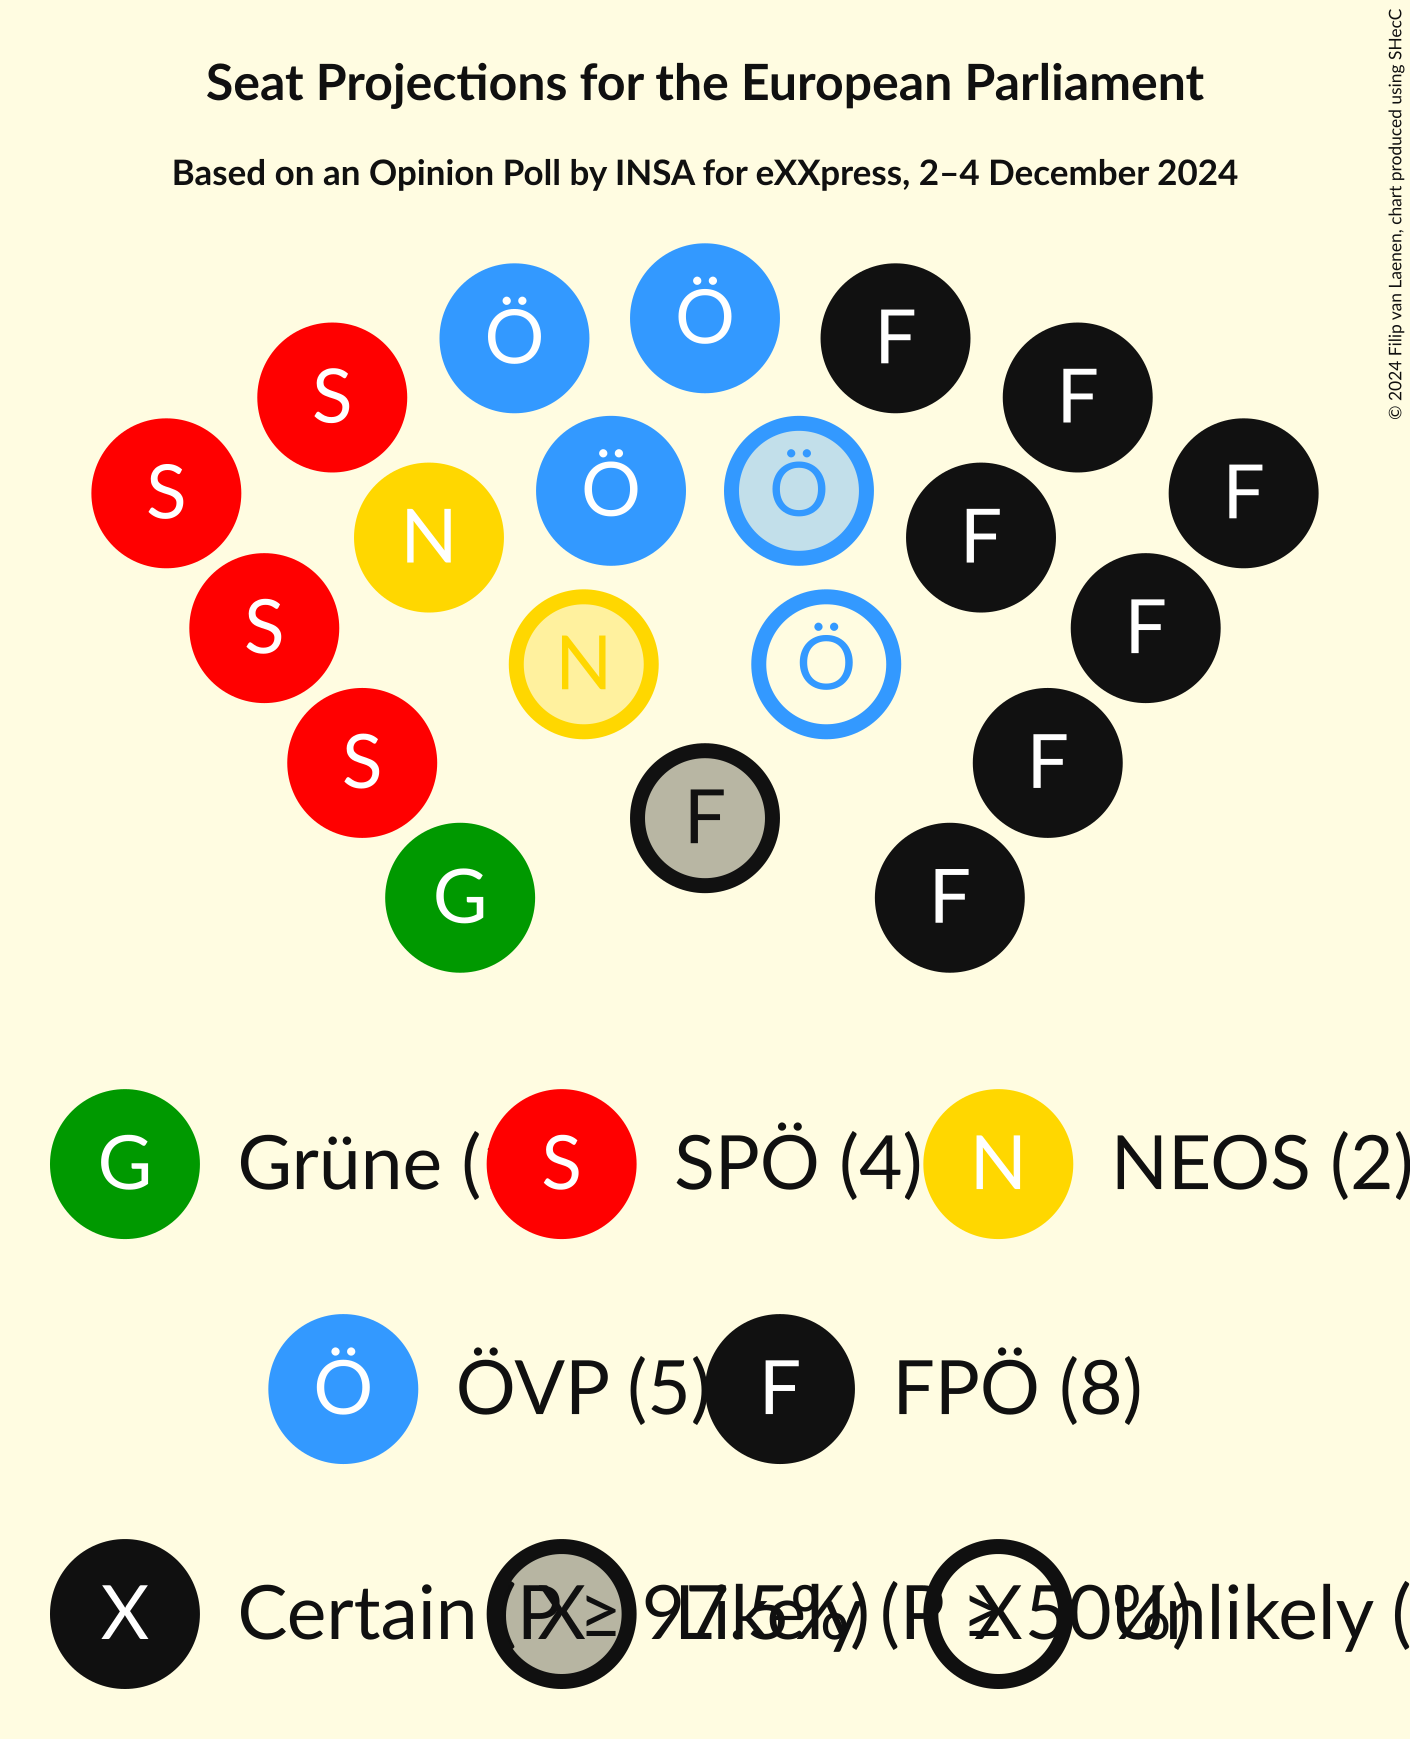 Seat Projections for the European Parliament
Based on an Opinion Poll by INSA for eXXpress, 2–4 December 2024
© 2024 Filip van Laenen, chart produced using SHecC
Ö
Ö Ö F
S F
S F
Ö Ö
N F
S F
N Ö
S F
F
G F
G Grüne ( S SPÖ (4) N NEOS (2)
Ö ÖVP (5) F FPÖ (8)
X Certain (P ≥ 97.5%) X Likely (P ≥ 50%) X Unlikely (